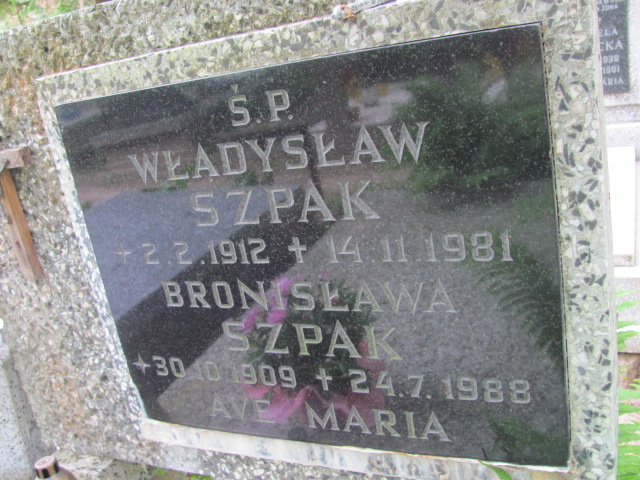 Ś.P.
WŁADYSŁAW
SZPAK
+ 2.2.1912 + 14.11.1981
BRONISŁAWA
SZPAK
* 30.10.1909 + 24.7.1988
AVE MARIA